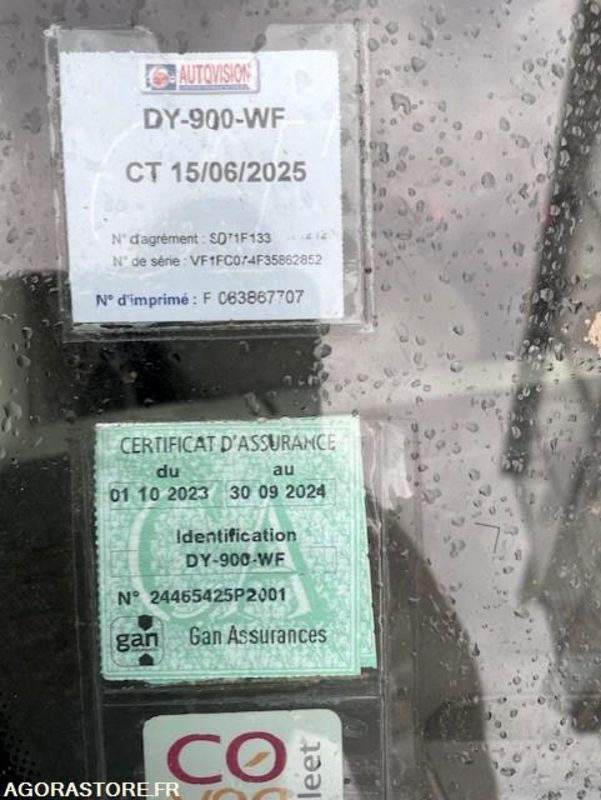 AUTOVISION
DY-900-WF
CT 15/06/2025
N° d'agrément : S071F133
N° de série : VF1FC074F35862852
N° d'imprimé : F 063867707
CERTIFICAT D'ASSURANCE
du au
01 10 2023 30 09 2024
Identification
DY-900-WF
N° 24465425P2001
gan Gan Assurances
CO
leet
AGORASTORE.FR